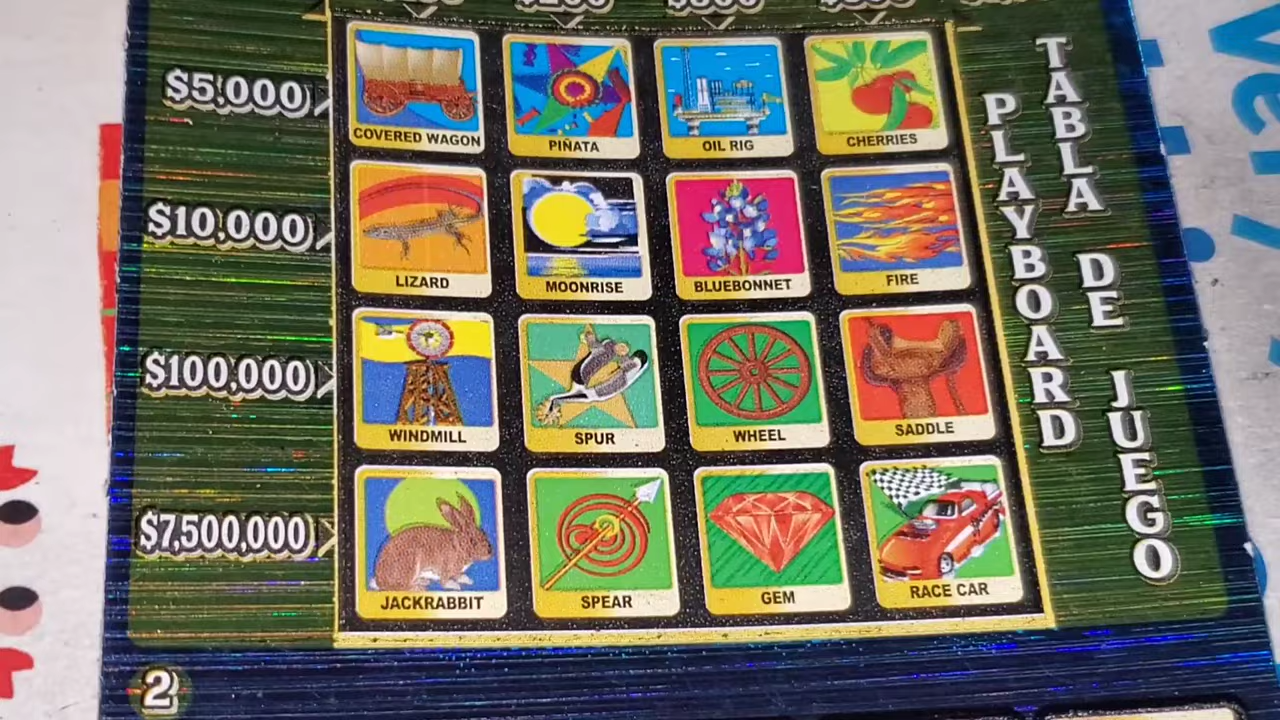 $5,000
COVERED WAGON
PIÑATA
OIL RIG
CHERRIES
$10,000
LIZARD
MOONRISE
BLUEBONNET
FIRE
$100,000
WINDMILL
SPUR
WHEEL
SADDLE
$7,500,000
JACKRABBIT
SPEAR
GEM
RACE CAR
TABLA DE JUEGO
PLAYBOARD
2